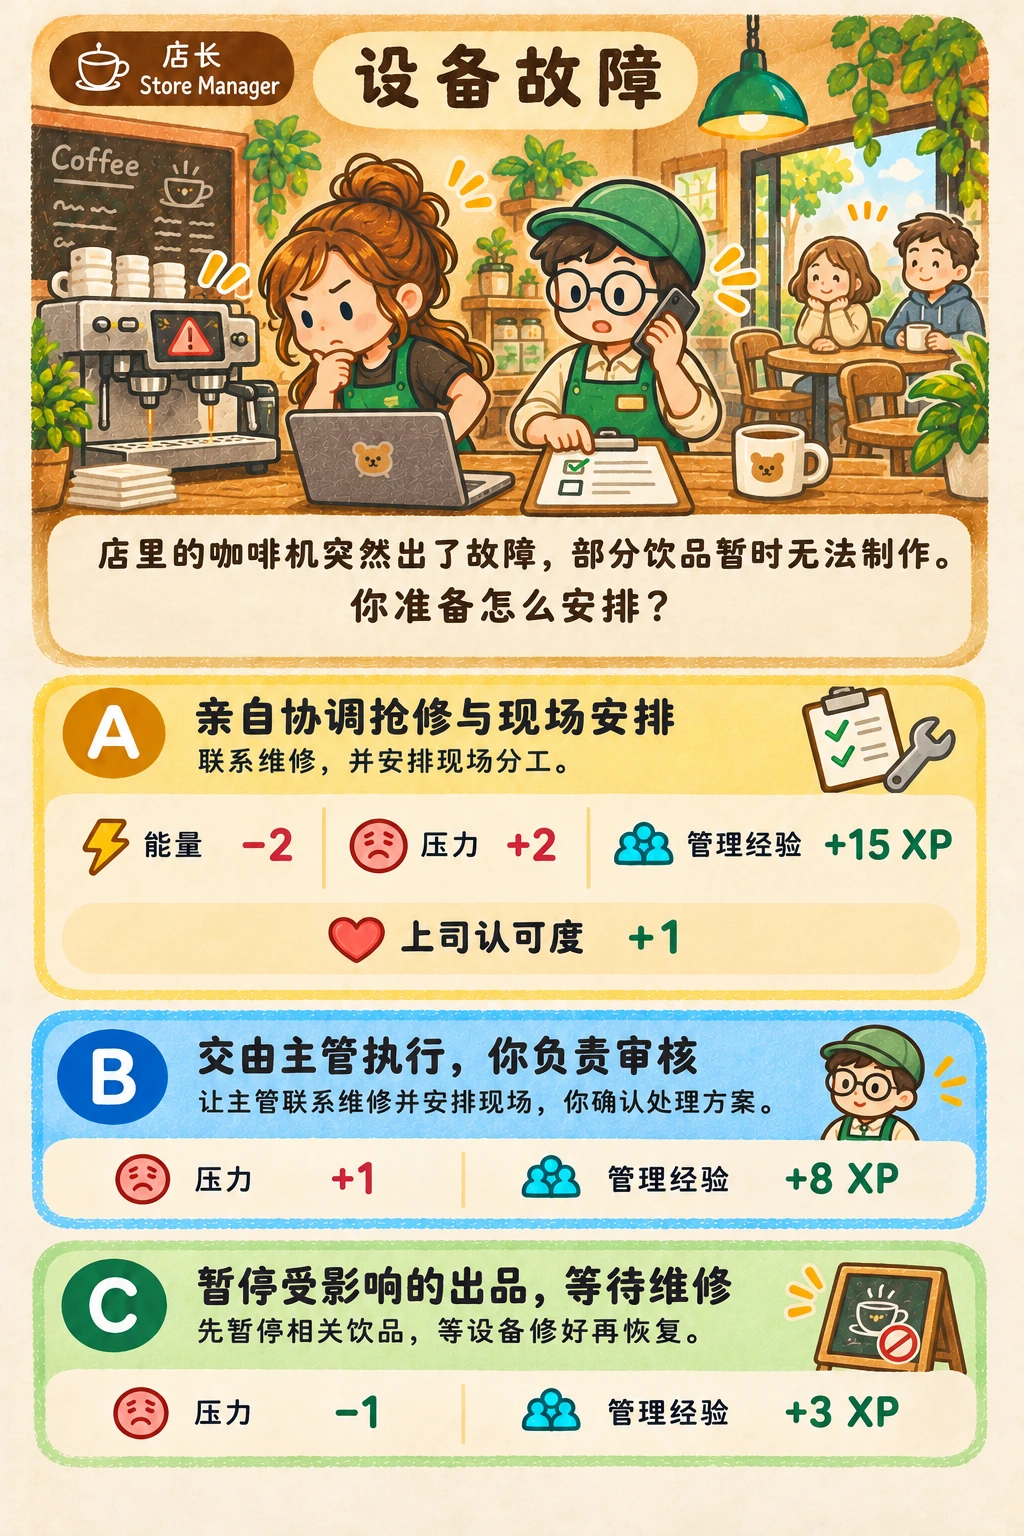 店长
Store Manager
设备故障
Coffee
店里的咖啡机突然出了故障，部分饮品暂时无法制作。
你准备怎么安排？
A
亲自协调抢修与现场安排
联系维修，并安排现场分工。
能量 -2
压力 +2
管理经验 +15 XP
上司认可度 +1
B
交由主管执行，你负责审核
让主管联系维修并安排现场，你确认处理方案。
压力 +1
管理经验 +8 XP
C
暂停受影响的出品，等待维修
先暂停相关饮品，等设备修好再恢复。
压力 -1
管理经验 +3 XP